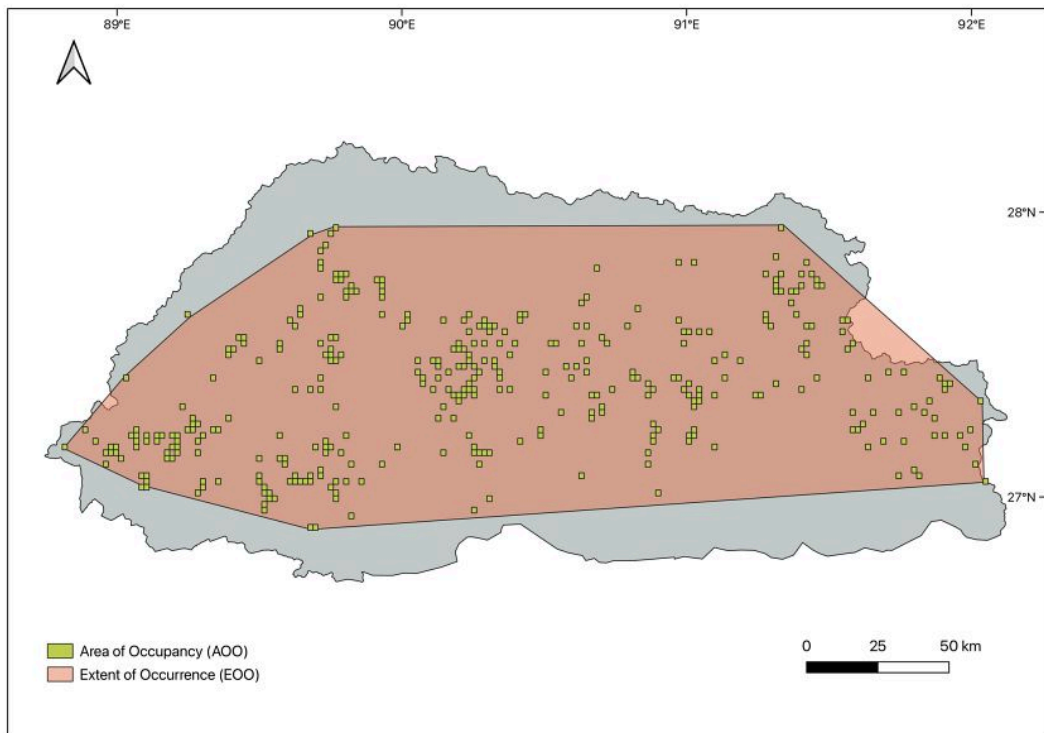 89°E 90°E 91°E 92°E
28°N
27°N
Area of Occupancy (AOO)
Extent of Occurrence (EOO)
0 25 50 km